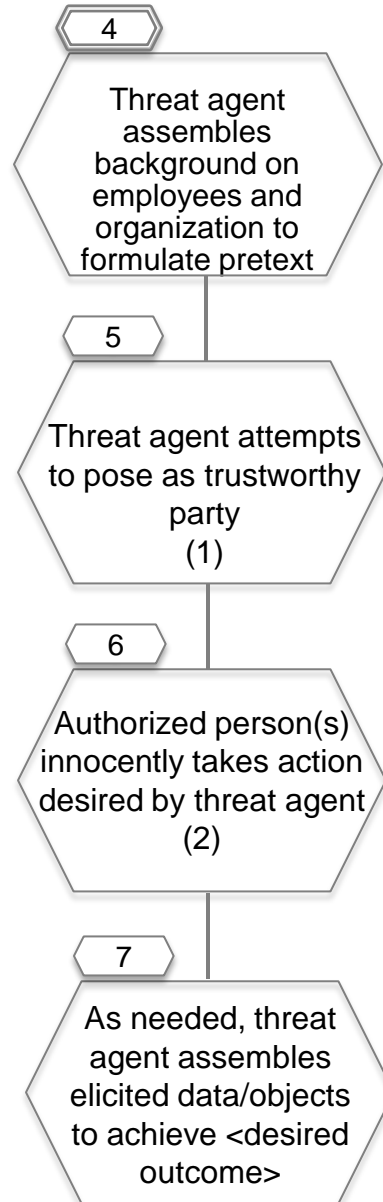 4
Threat agent
assembles
background on
employees and
organization to
formulate pretext
5
Threat agent attempts
to pose as trustworthy
party
(1)
6
Authorized person(s)
innocently takes action
desired by threat agent
(2)
7
As needed, threat
agent assembles
elicited data/objects
to achieve <desired
outcome>